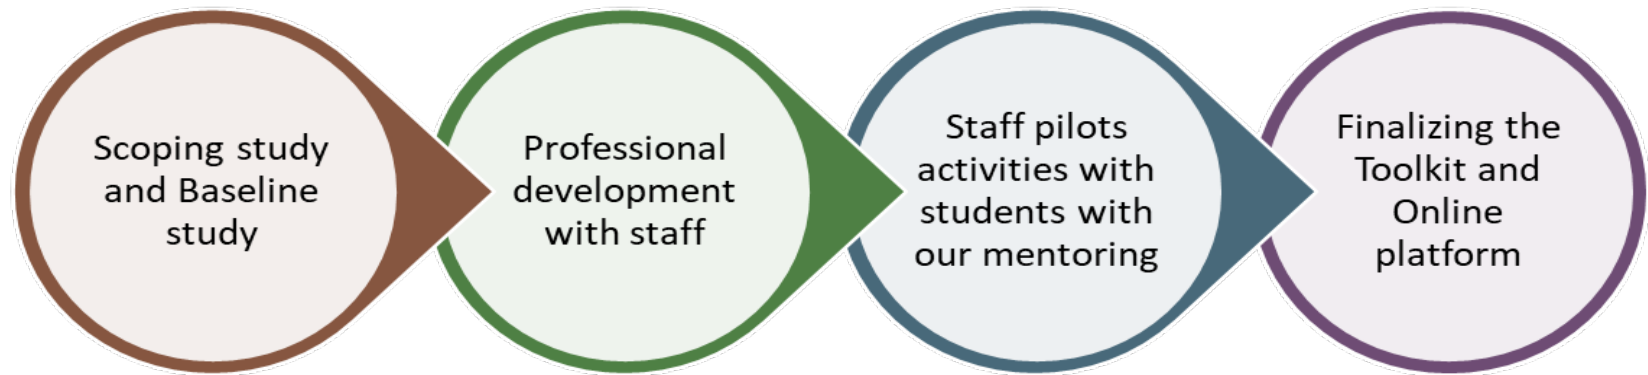 Scoping study
and Baseline
study
Professional
development
with staff
Staff pilots
activities with
students with
our mentoring
Finalizing the
Toolkit and
Online
platform